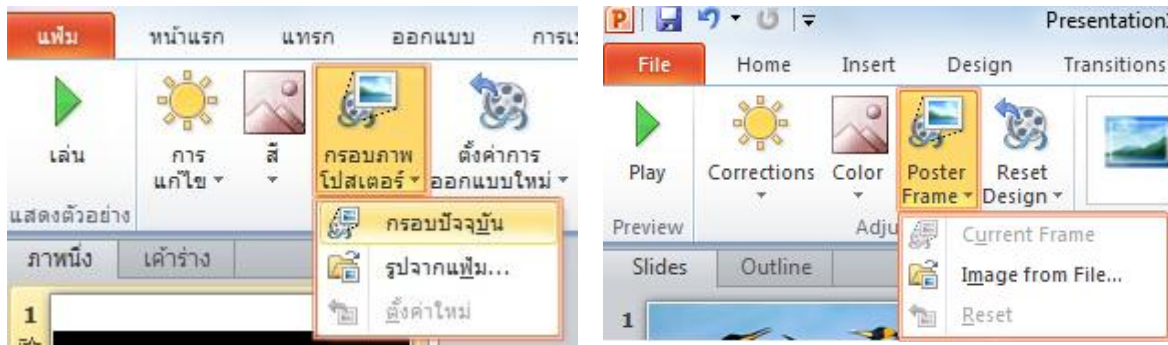 แฟ้ม หน้าแรก แทรก ออกแบบ
เล่น
การ
แก้ไข
สี
กรอบภาพ
โปสเตอร์
ตั้งค่าการ
ออกแบบใหม่
แสดงตัวอย่าง
กรอบปัจจุบัน
รูปจากแฟ้ม...
ตั้งค่าใหม่
ภาพนิ่ง เค้าร่าง
1
P
Presentation
File Home Insert Design Transitions
Play
Corrections
Color
Poster
Frame
Reset
Design
Preview
Current Frame
Image from File...
Reset
Slides Outline
1